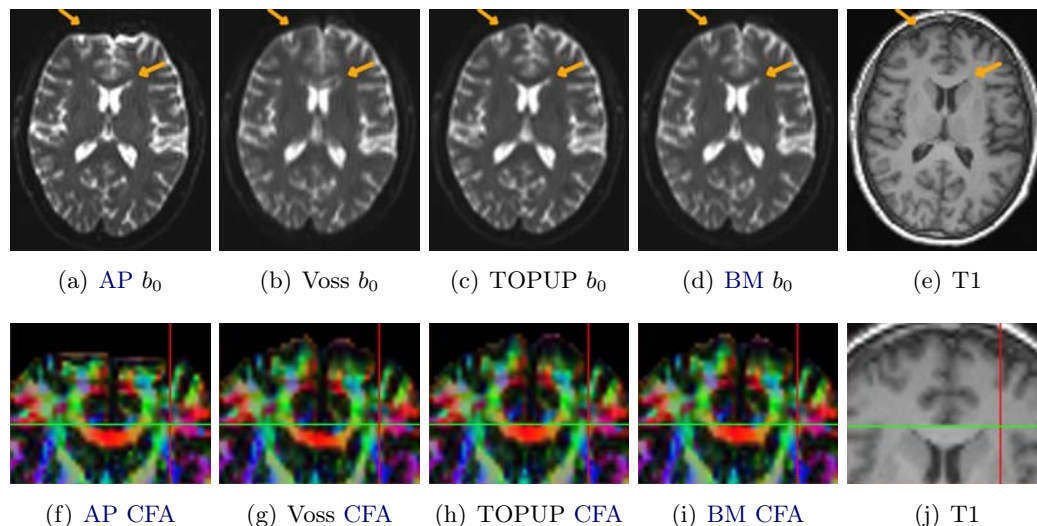 (a) AP b0 (b) Voss b0 (c) TOPUP b0 (d) BM b0 (e) T1
(f) AP CFA (g) Voss CFA (h) TOPUP CFA (i) BM CFA (j) T1